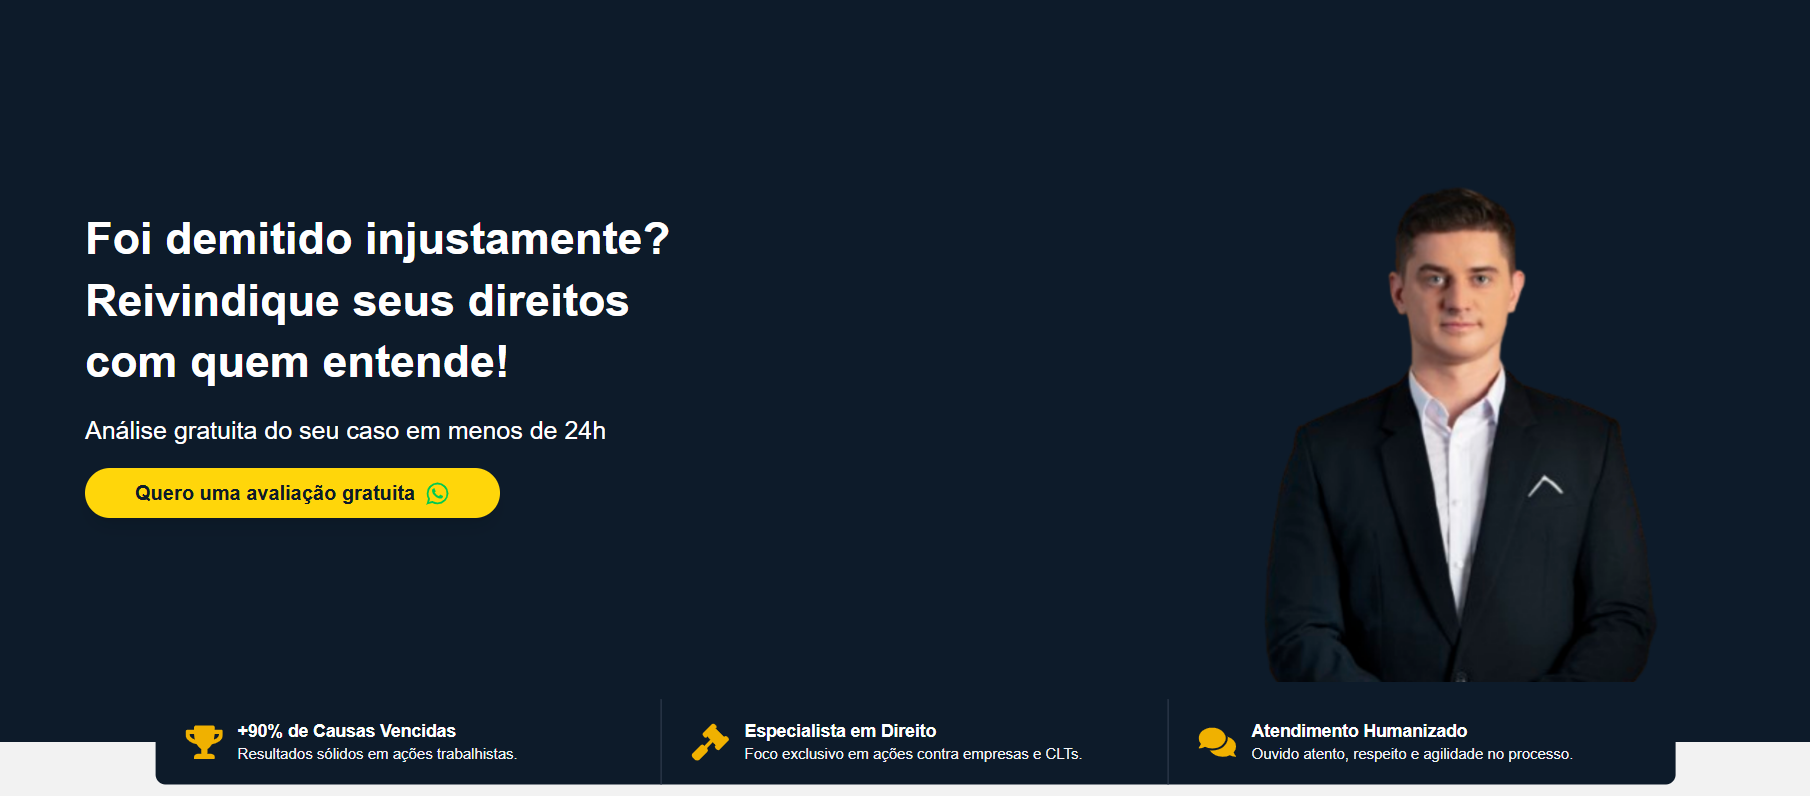 Foi demitido injustamente?
Reivindique seus direitos
com quem entende!
Análise gratuita do seu caso em menos de 24h
Quero uma avaliação gratuita
+90% de Causas Vencidas
Resultados sólidos em ações trabalhistas.
Especialista em Direito
Foco exclusivo em ações contra empresas e CLTs.
Atendimento Humanizado
Ouvido atento, respeito e agilidade no processo.